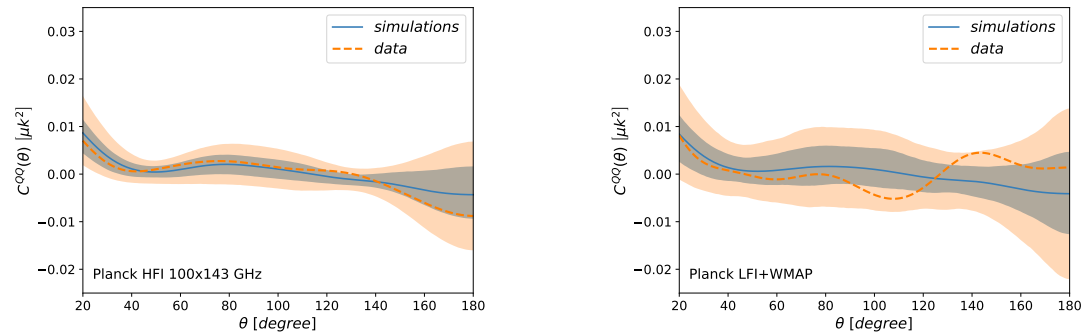 simulations
data
0.03
0.02
0.01
0.00
−0.01
−0.02
C^{QQ}(θ) [μk²]
Planck HFI 100x143 GHz
20 40 60 80 100 120 140 160 180
θ [degree]
simulations
data
0.03
0.02
0.01
0.00
−0.01
−0.02
C^{QQ}(θ) [μk²]
Planck LFI+WMAP
20 40 60 80 100 120 140 160 180
θ [degree]